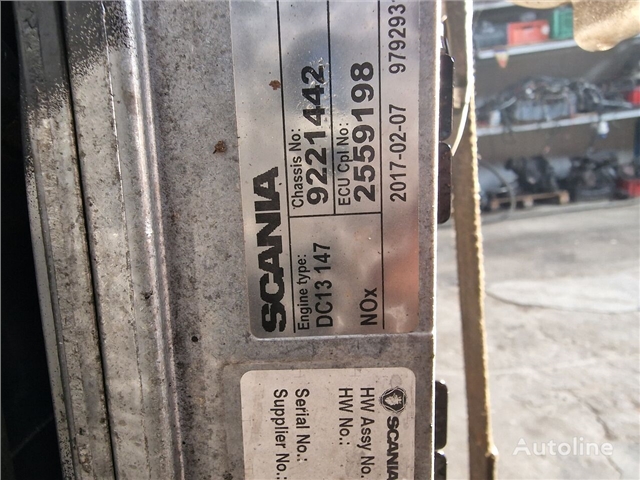 SCANIA
Engine type:
DC13 147
NOx
Chassis No:
9221442
ECU Cpl No:
2559198
2017-02-07
979293
SCANIA
HW Assy No.
HW No.:
Serial No.:
Supplier No.:
Autoline